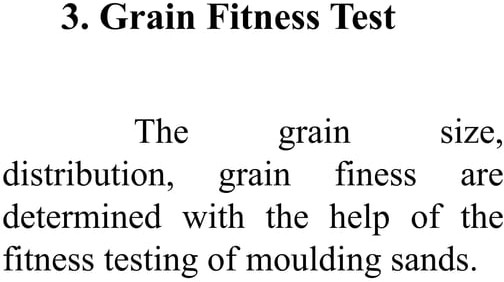 3. Grain Fitness Test
The grain size,
distribution, grain finess are
determined with the help of the
fitness testing of moulding sands.